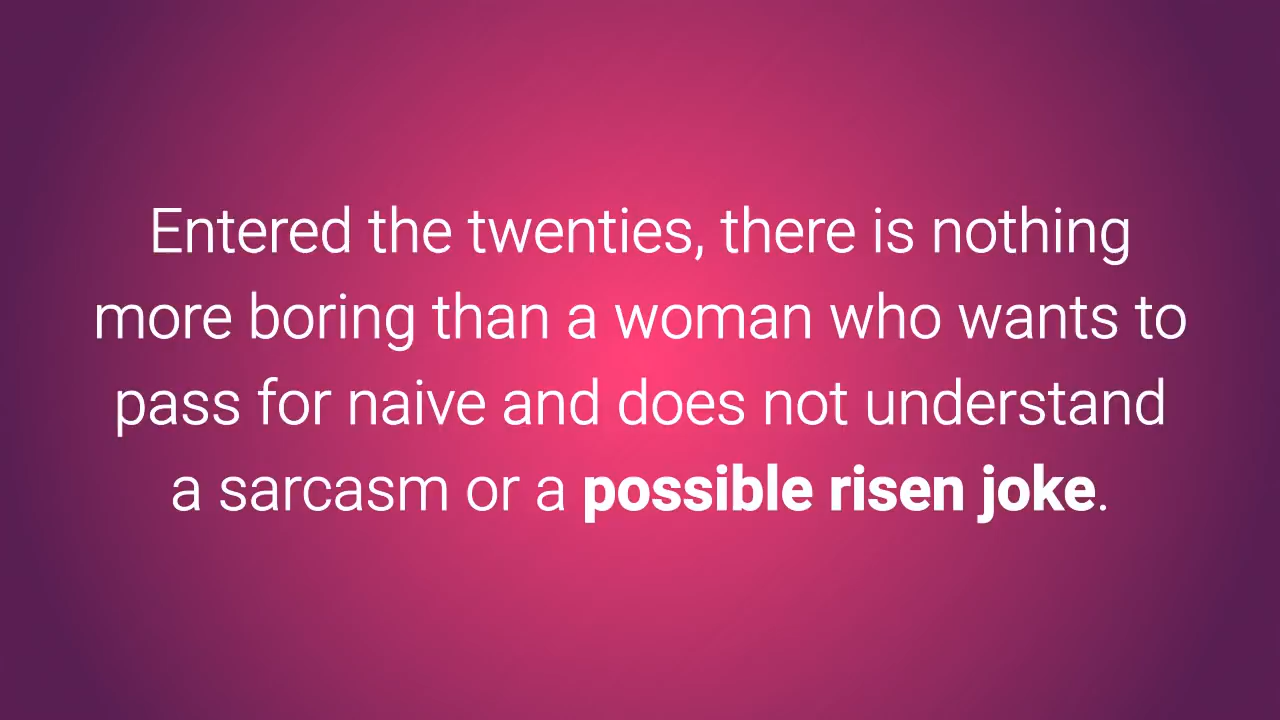 Entered the twenties, there is nothing
more boring than a woman who wants to
pass for naive and does not understand
a sarcasm or a possible risen joke.